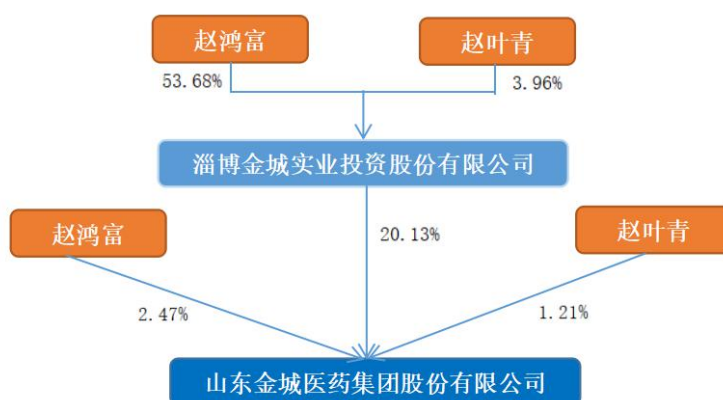 赵鸿富
赵叶青
53.68%
3.96%
淄博金城实业投资股份有限公司
赵鸿富
赵叶青
20.13%
2.47%
1.21%
山东金城医药集团股份有限公司